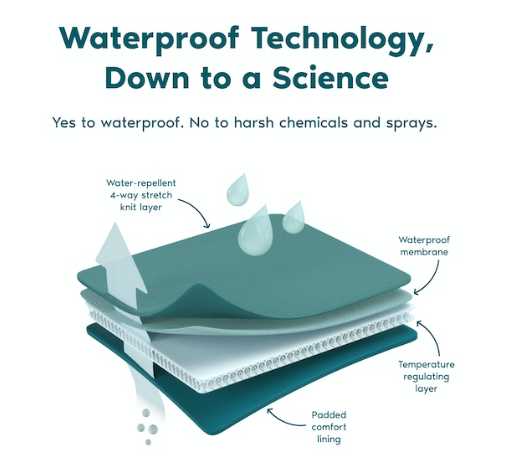 Waterproof Technology,
Down to a Science
Yes to waterproof. No to harsh chemicals and sprays.
Water-repellent
4-way stretch
knit layer
Waterproof
membrane
Temperature
regulating
layer
Padded
comfort
lining